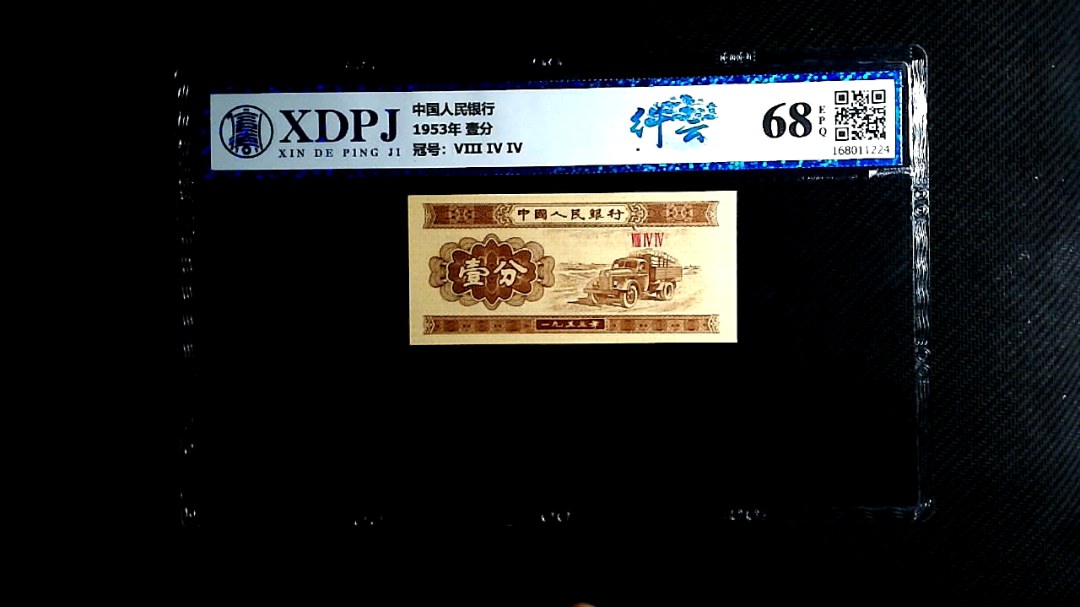 XDPJ
XIN DE PING JI
中国人民银行
1953年 壹分
冠号：VIII IV IV
68
EPQ
168011224
中國人民銀行
VIII IV IV
壹分
一九五三年